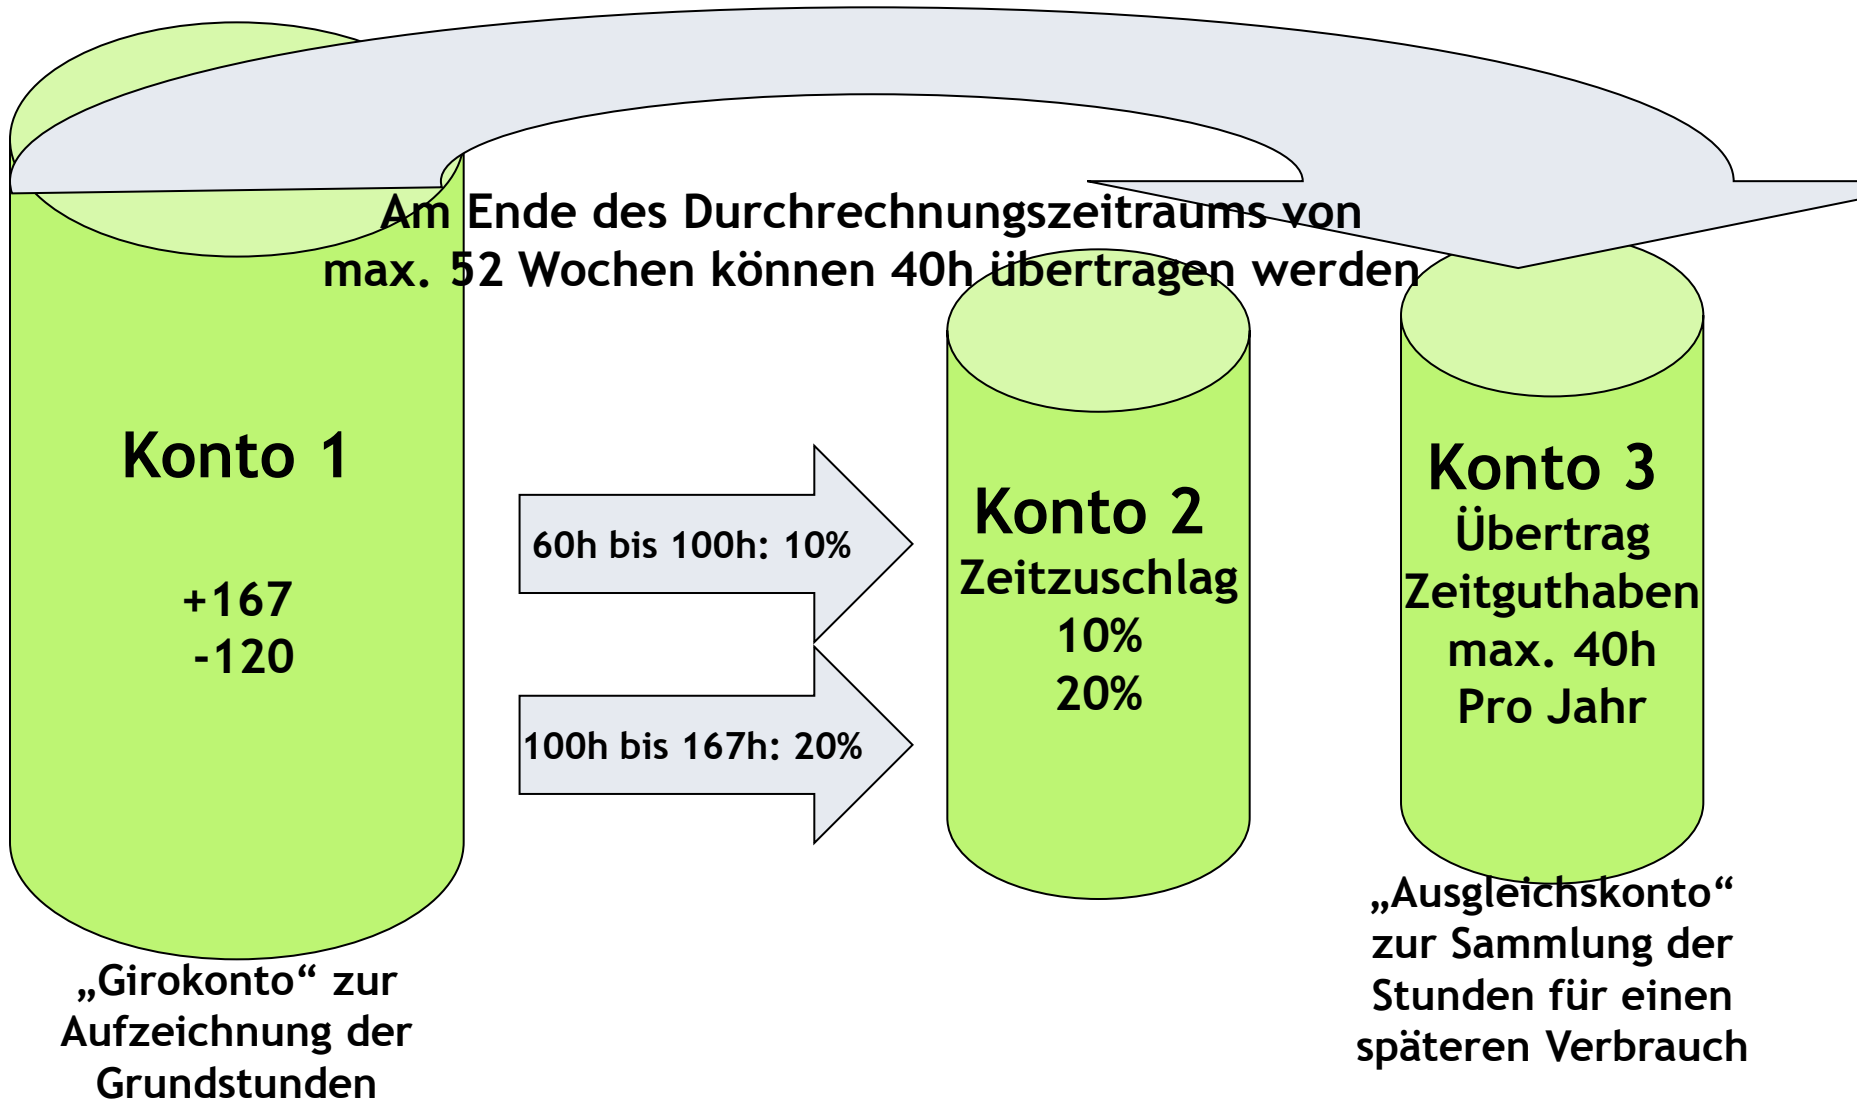 Am Ende des Durchrechnungszeitraums von
max. 52 Wochen können 40h übertragen werden
Konto 1
+167
-120
„Girokonto“ zur
Aufzeichnung der
Grundstunden
60h bis 100h: 10%
100h bis 167h: 20%
Konto 2
Zeitzuschlag
10%
20%
Konto 3
Übertrag
Zeitguthaben
max. 40h
Pro Jahr
„Ausgleichskonto“
zur Sammlung der
Stunden für einen
späteren Verbrauch